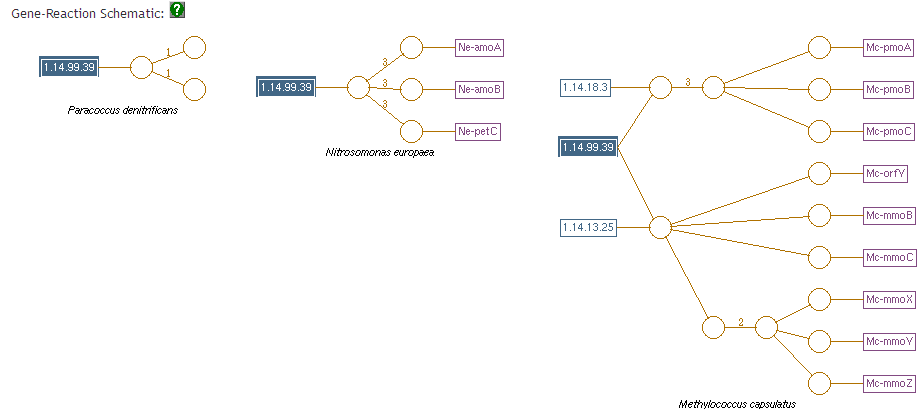 Gene-Reaction Schematic: ?
1.14.99.39
1
1
Paracoccus denitrificans
1.14.99.39
3
3
3
Ne-amoA
Ne-amoB
Ne-petC
Nitrosomonas europaea
1.14.18.3
1.14.99.39
1.14.13.25
3
2
Mc-pmoA
Mc-pmoB
Mc-pmoC
Mc-orfY
Mc-mmoB
Mc-mmoC
Mc-mmoX
Mc-mmoY
Mc-mmoZ
Methylococcus capsulatus